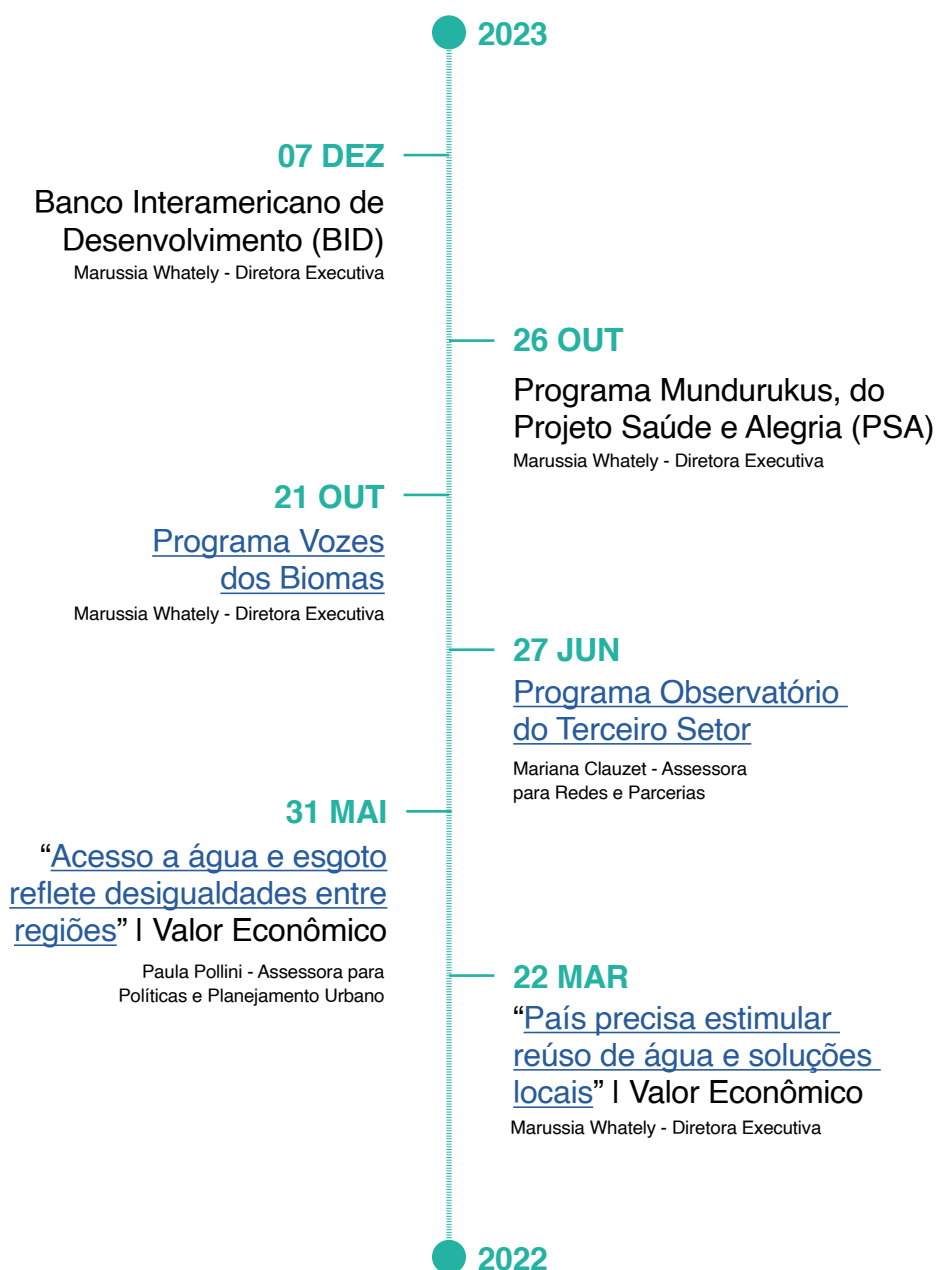 2023
07 DEZ
Banco Interamericano de
Desenvolvimento (BID)
Marussia Whately - Diretora Executiva
26 OUT
Programa Mundurukus, do
Projeto Saúde e Alegria (PSA)
Marussia Whately - Diretora Executiva
21 OUT
Programa Vozes
dos Biomas
Marussia Whately - Diretora Executiva
27 JUN
Programa Observatório
do Terceiro Setor
Mariana Clauzet - Assessora
para Redes e Parcerias
31 MAI
“Acesso a água e esgoto
reflete desigualdades entre
regiões” | Valor Econômico
Paula Pollini - Assessora para
Políticas e Planejamento Urbano
22 MAR
“País precisa estimular
reúso de água e soluções
locais” | Valor Econômico
Marussia Whately - Diretora Executiva
2022